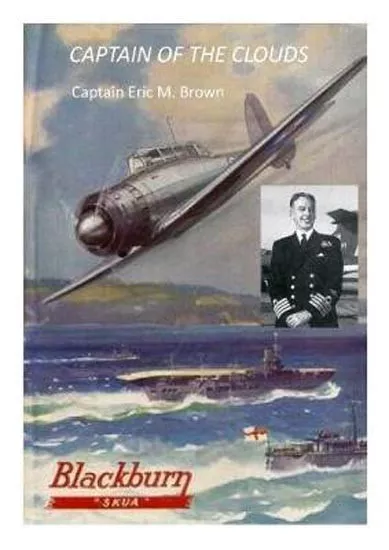 CAPTAIN OF THE CLOUDS
Captain Eric M. Brown
Blackburn
"SKUA"